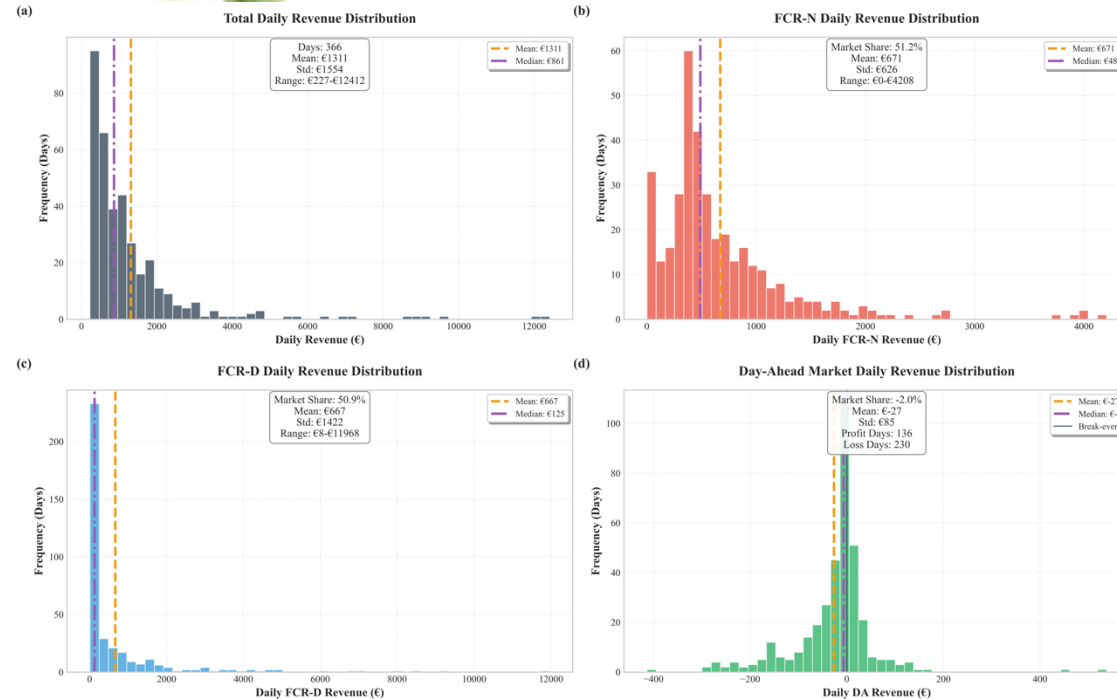 (a)
Total Daily Revenue Distribution
Days: 366
Mean: €1311
Std: €1554
Range: €227-€12412
Mean: €1311
Median: €861
Frequency (Days)
80
60
40
20
0
0
2000
4000
6000
8000
10000
12000
Daily Revenue (€)
(b)
FCR-N Daily Revenue Distribution
Market Share: 51.2%
Mean: €671
Std: €626
Range: €0-€4208
Mean: €671
Median: €48
Frequency (Days)
60
50
40
30
20
10
0
0
1000
2000
3000
4000
Daily FCR-N Revenue (€)
(c)
FCR-D Daily Revenue Distribution
Market Share: 50.9%
Mean: €667
Std: €1422
Range: €8-€11968
Mean: €667
Median: €125
Frequency (Days)
200
150
100
50
0
0
2000
4000
6000
8000
10000
12000
Daily FCR-D Revenue (€)
(d)
Day-Ahead Market Daily Revenue Distribution
Market Share: -2.0%
Mean: €-27
Std: €85
Profit Days: 136
Loss Days: 230
Mean: €-27
Median: €-
Break-even
Frequency (Days)
100
80
60
40
20
0
−400
−200
0
200
400
Daily DA Revenue (€)